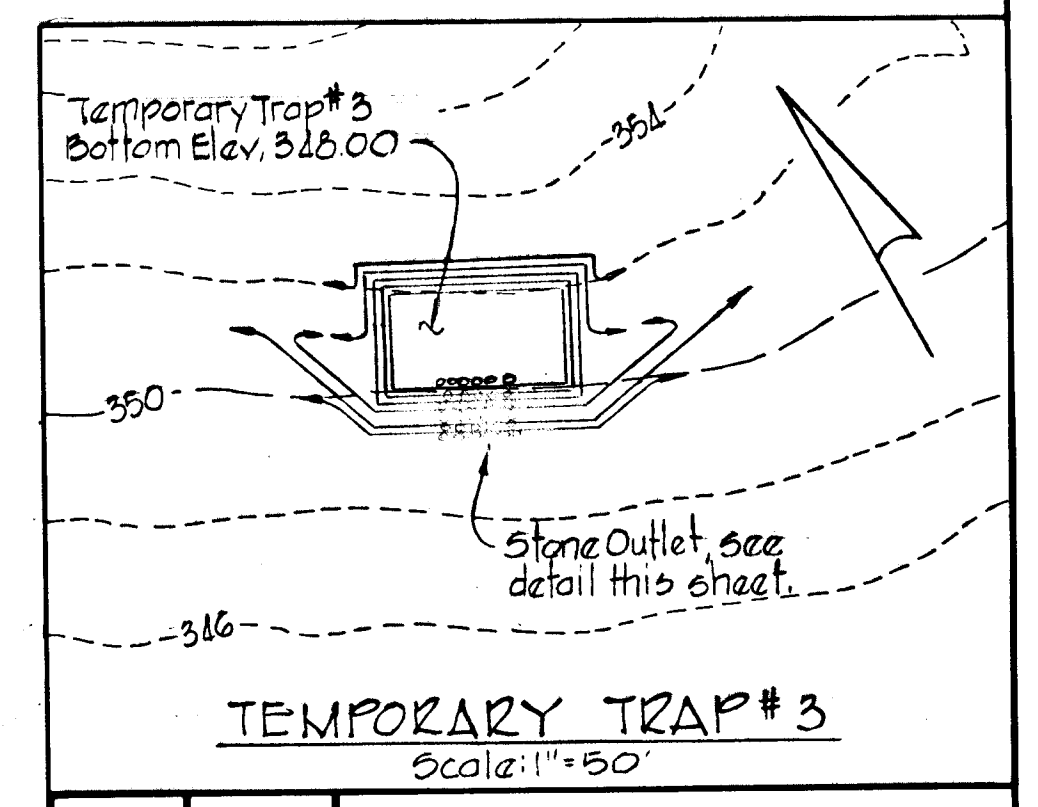 Temporary Trap #3
Bottom Elev. 348.00
354
350
Stone Outlet, see
detail this sheet.
346
TEMPORARY TRAP #3
Scale: 1" = 50'